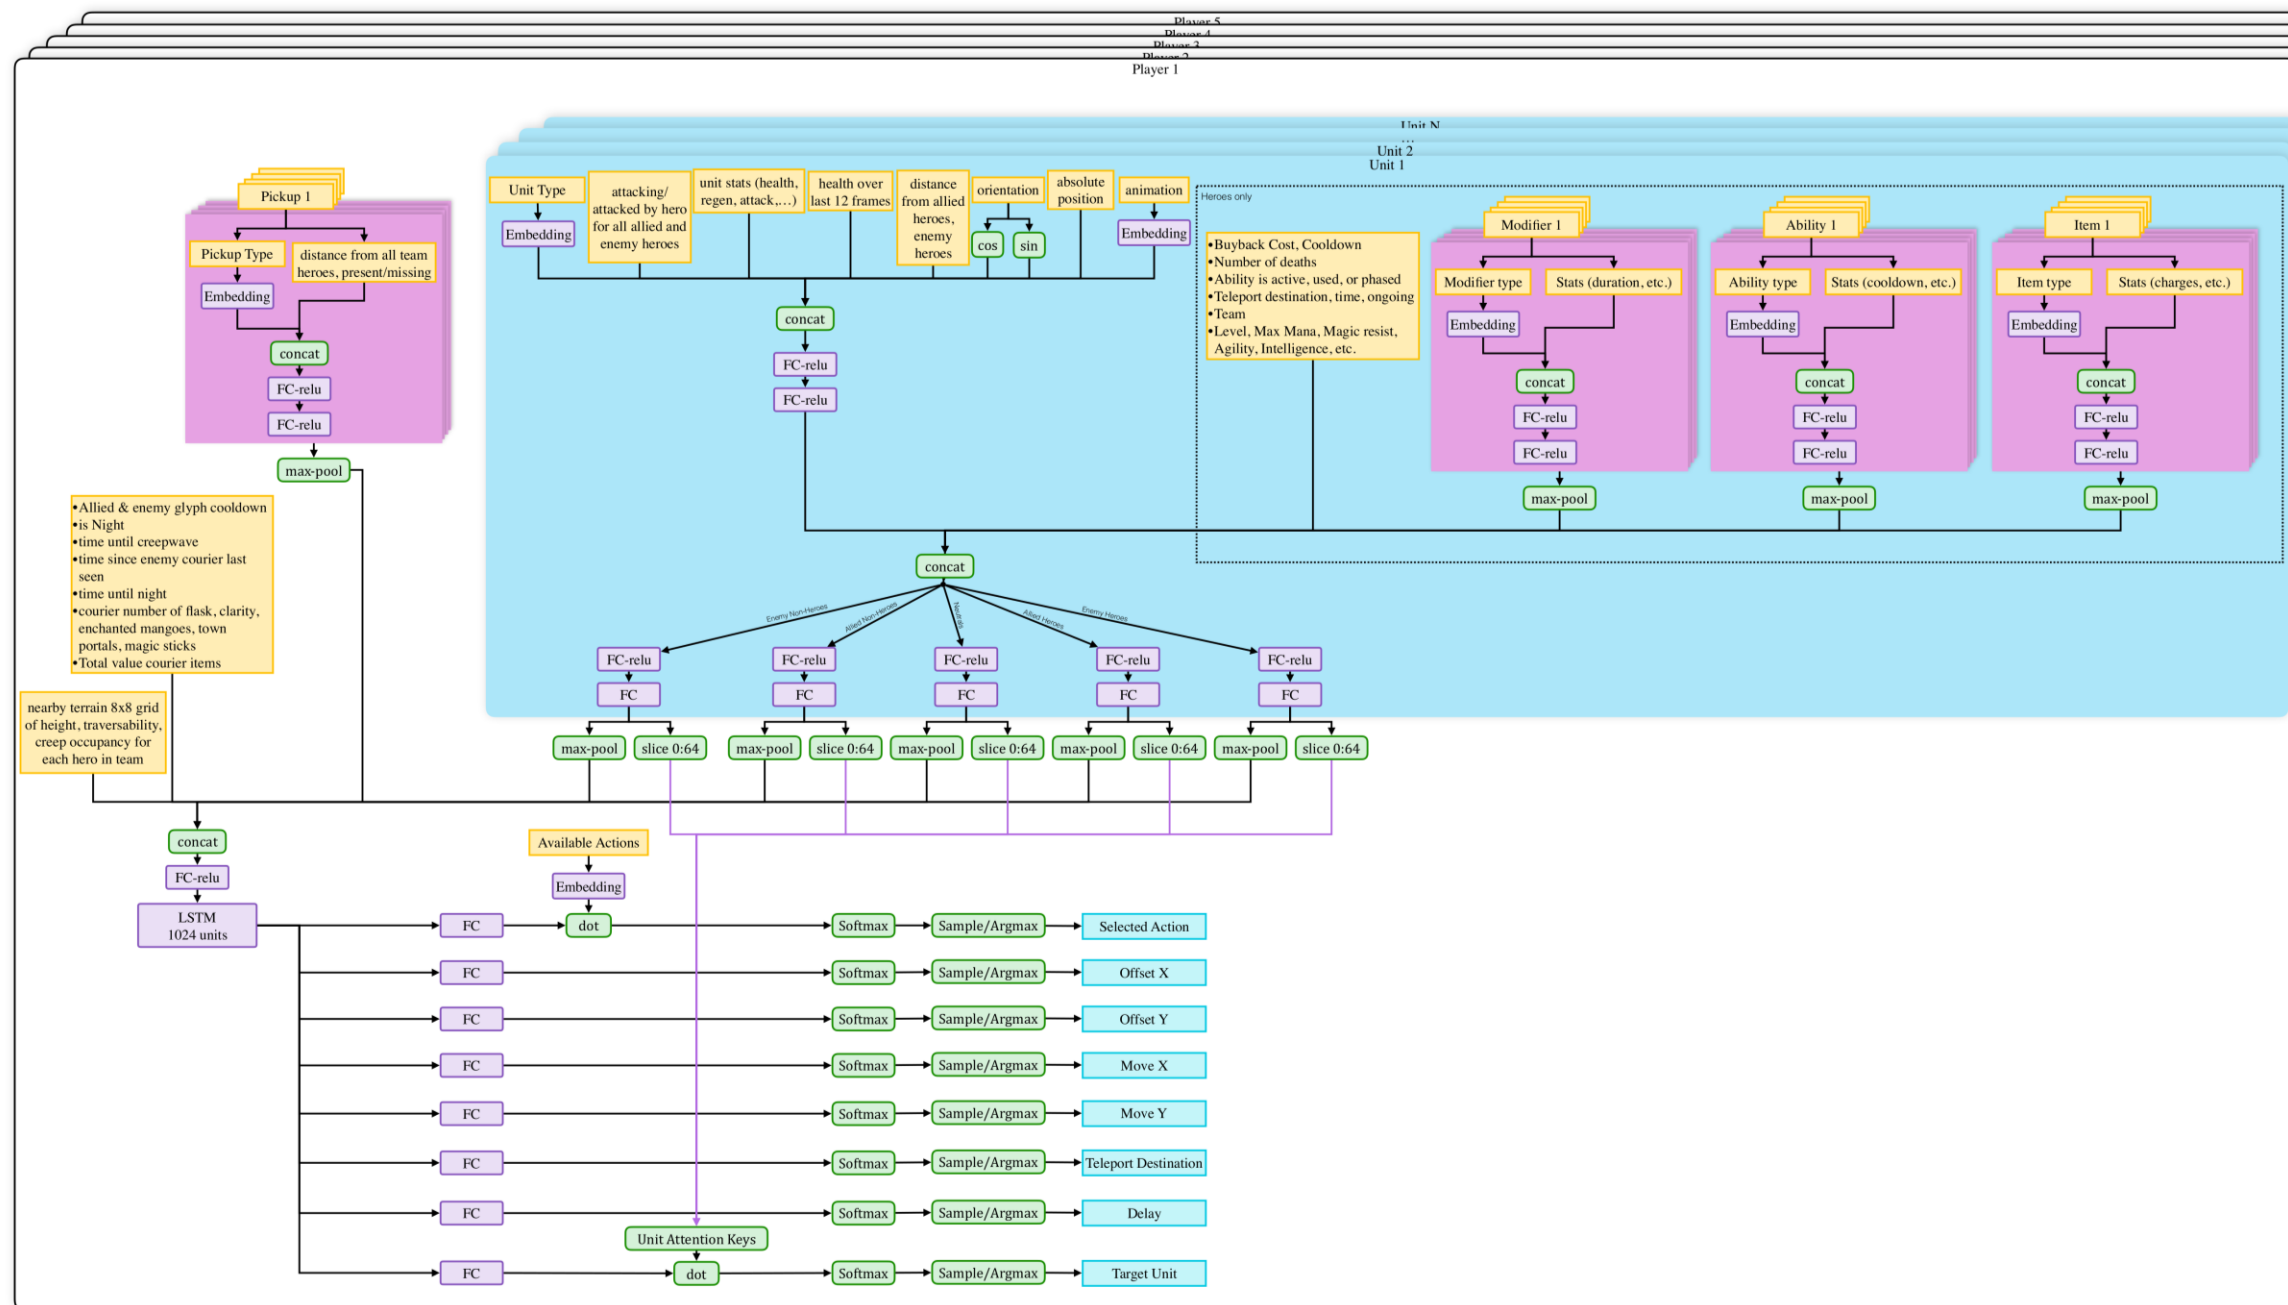 Player 5
Player 4
Player 3
Player 2
Player 1
Unit N
...
Unit 2
Unit 1
Pickup 1
Pickup Type
distance from all team
heroes, present/missing
Embedding
concat
FC-relu
FC-relu
max-pool
Unit Type
Embedding
attacking/
attacked by hero
for all allied and
enemy heroes
unit stats (health,
regen, attack,...)
health over
last 12 frames
distance
from allied
heroes,
enemy
heroes
orientation
cos
sin
absolute
position
animation
Embedding
concat
FC-relu
FC-relu
Heroes only
•Buyback Cost, Cooldown
•Number of deaths
•Ability is active, used, or phased
•Teleport destination, time, ongoing
•Team
•Level, Max Mana, Magic resist,
Agility, Intelligence, etc.
Modifier 1
Modifier type
Stats (duration, etc.)
Embedding
concat
FC-relu
FC-relu
max-pool
Ability 1
Ability type
Stats (cooldown, etc.)
Embedding
concat
FC-relu
FC-relu
max-pool
Item 1
Item type
Stats (charges, etc.)
Embedding
concat
FC-relu
FC-relu
max-pool
concat
Enemy Non-Heroes
Allied Non-Heroes
Neutrals
Allied Heroes
Enemy Heroes
FC-relu
FC-relu
FC-relu
FC-relu
FC-relu
FC
FC
FC
FC
FC
max-pool
slice 0:64
max-pool
slice 0:64
max-pool
slice 0:64
max-pool
slice 0:64
max-pool
slice 0:64
•Allied & enemy glyph cooldown
•is Night
•time until creepwave
•time since enemy courier last
seen
•time until night
•courier number of flask, clarity,
enchanted mangoes, town
portals, magic sticks
•Total value courier items
nearby terrain 8x8 grid
of height, traversability,
creep occupancy for
each hero in team
concat
FC-relu
LSTM
1024 units
Available Actions
Embedding
FC
dot
Softmax
Sample/Argmax
Selected Action
FC
Softmax
Sample/Argmax
Offset X
FC
Softmax
Sample/Argmax
Offset Y
FC
Softmax
Sample/Argmax
Move X
FC
Softmax
Sample/Argmax
Move Y
FC
Softmax
Sample/Argmax
Teleport Destination
FC
Softmax
Sample/Argmax
Delay
Unit Attention Keys
FC
dot
Softmax
Sample/Argmax
Target Unit